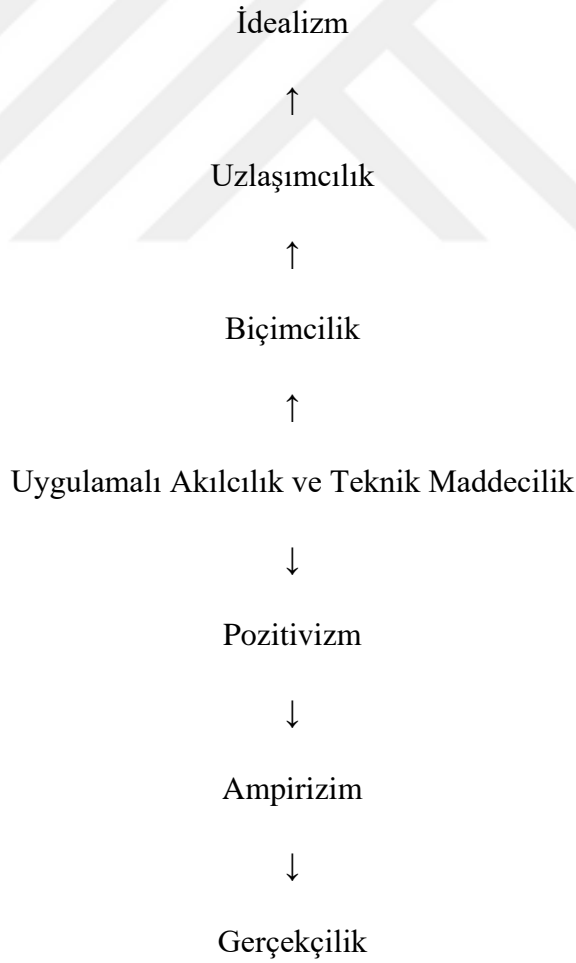 İdealizm
↑
Uzlaşımcılık
↑
Biçimcilik
↑
Uygulamalı Akılcılık ve Teknik Maddecilik
↓
Pozitivizm
↓
Ampirizim
↓
Gerçekçilik